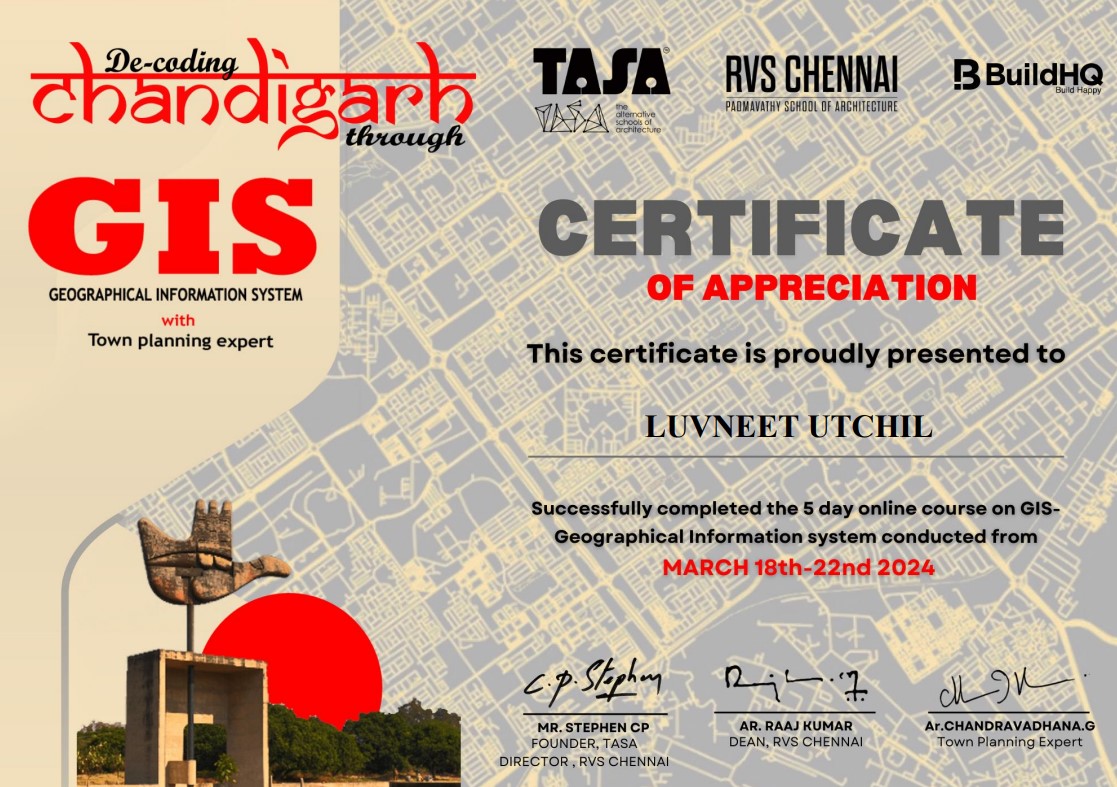 De-coding
chandigarh
through
GIS
GEOGRAPHICAL INFORMATION SYSTEM
with
Town planning expert
TASA
the
alternative
schools of
architecture
RVS CHENNAI
PADMAVATHY SCHOOL OF ARCHITECTURE
BuildHQ
Build Happy
CERTIFICATE
OF APPRECIATION
This certificate is proudly presented to
LUVNEET UTCHIL
Successfully completed the 5 day online course on GIS-
Geographical Information system conducted from
MARCH 18th-22nd 2024
C.P. Stephen
MR. STEPHEN CP
FOUNDER, TASA
DIRECTOR , RVS CHENNAI
AR. RAAJ KUMAR
DEAN, RVS CHENNAI
Ar.CHANDRAVADHANA.G
Town Planning Expert